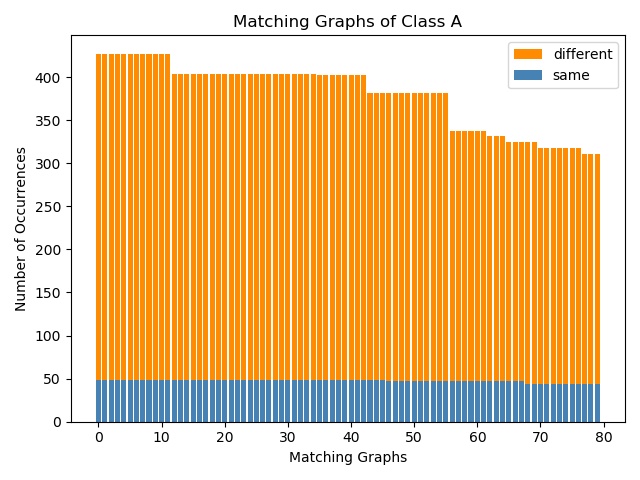 Matching Graphs of Class A
different
same
Number of Occurrences
400
350
300
250
200
150
100
50
0
0 10 20 30 40 50 60 70 80
Matching Graphs